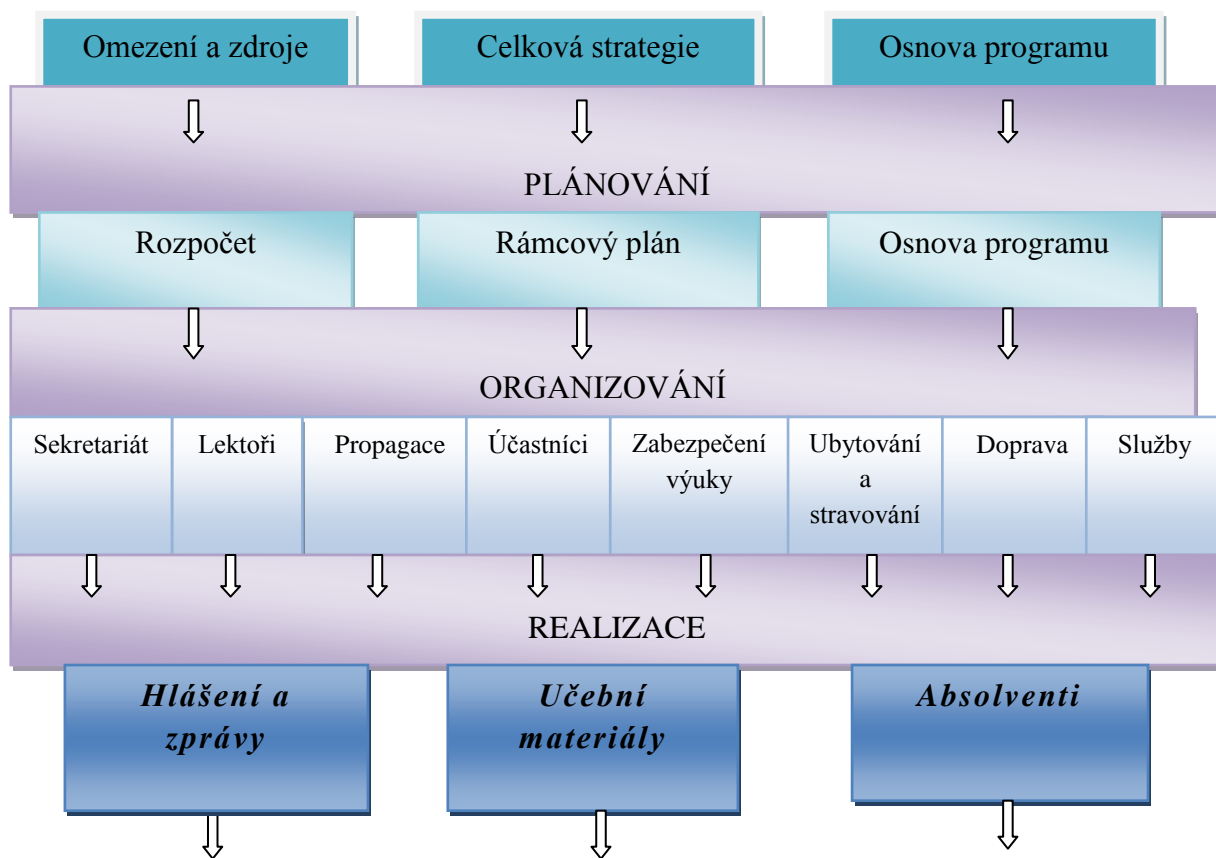 Omezení a zdroje
Celková strategie
Osnova programu
PLÁNOVÁNÍ
Rozpočet
Rámcový plán
Osnova programu
ORGANIZOVÁNÍ
Sekretariát
Lektoři
Propagace
Účastníci
Zabezpečení
výuky
Ubytování
a
stravování
Doprava
Služby
REALIZACE
Hlášení a
zprávy
Učební
materiály
Absolventi